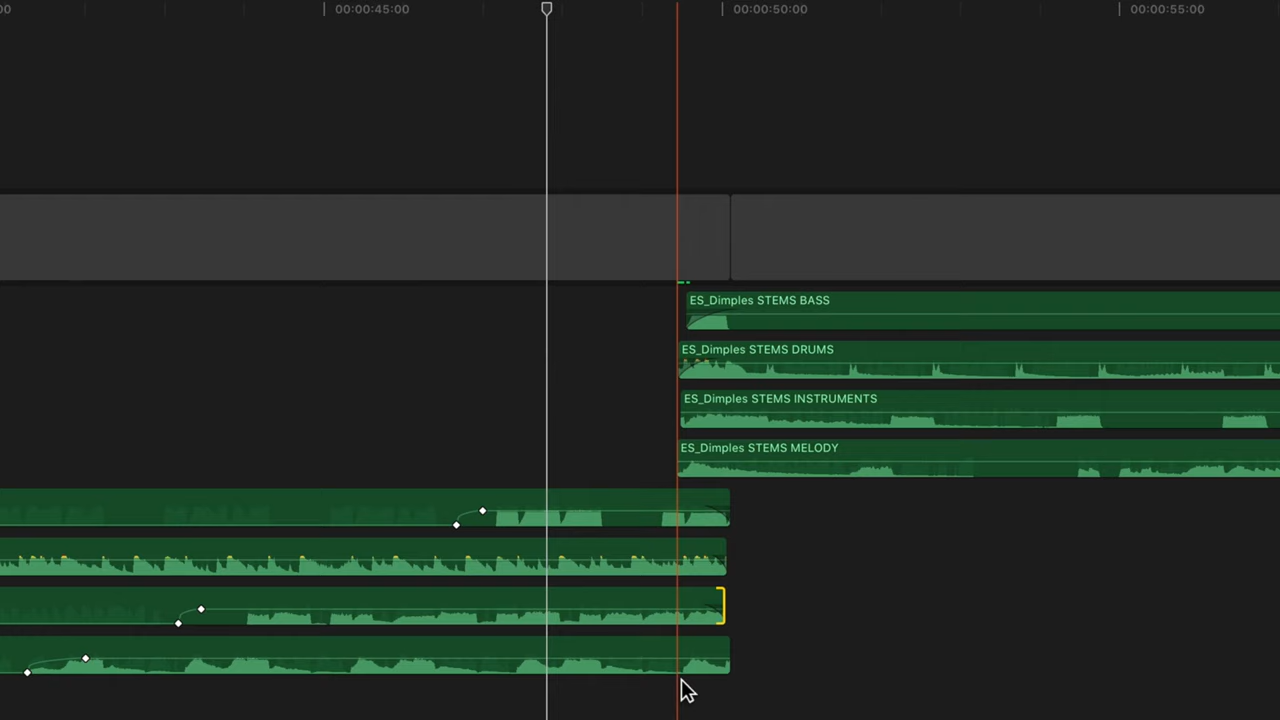 00:00:45:00
00:00:50:00
00:00:55:00
ES_Dimples STEMS BASS
ES_Dimples STEMS DRUMS
ES_Dimples STEMS INSTRUMENTS
ES_Dimples STEMS MELODY